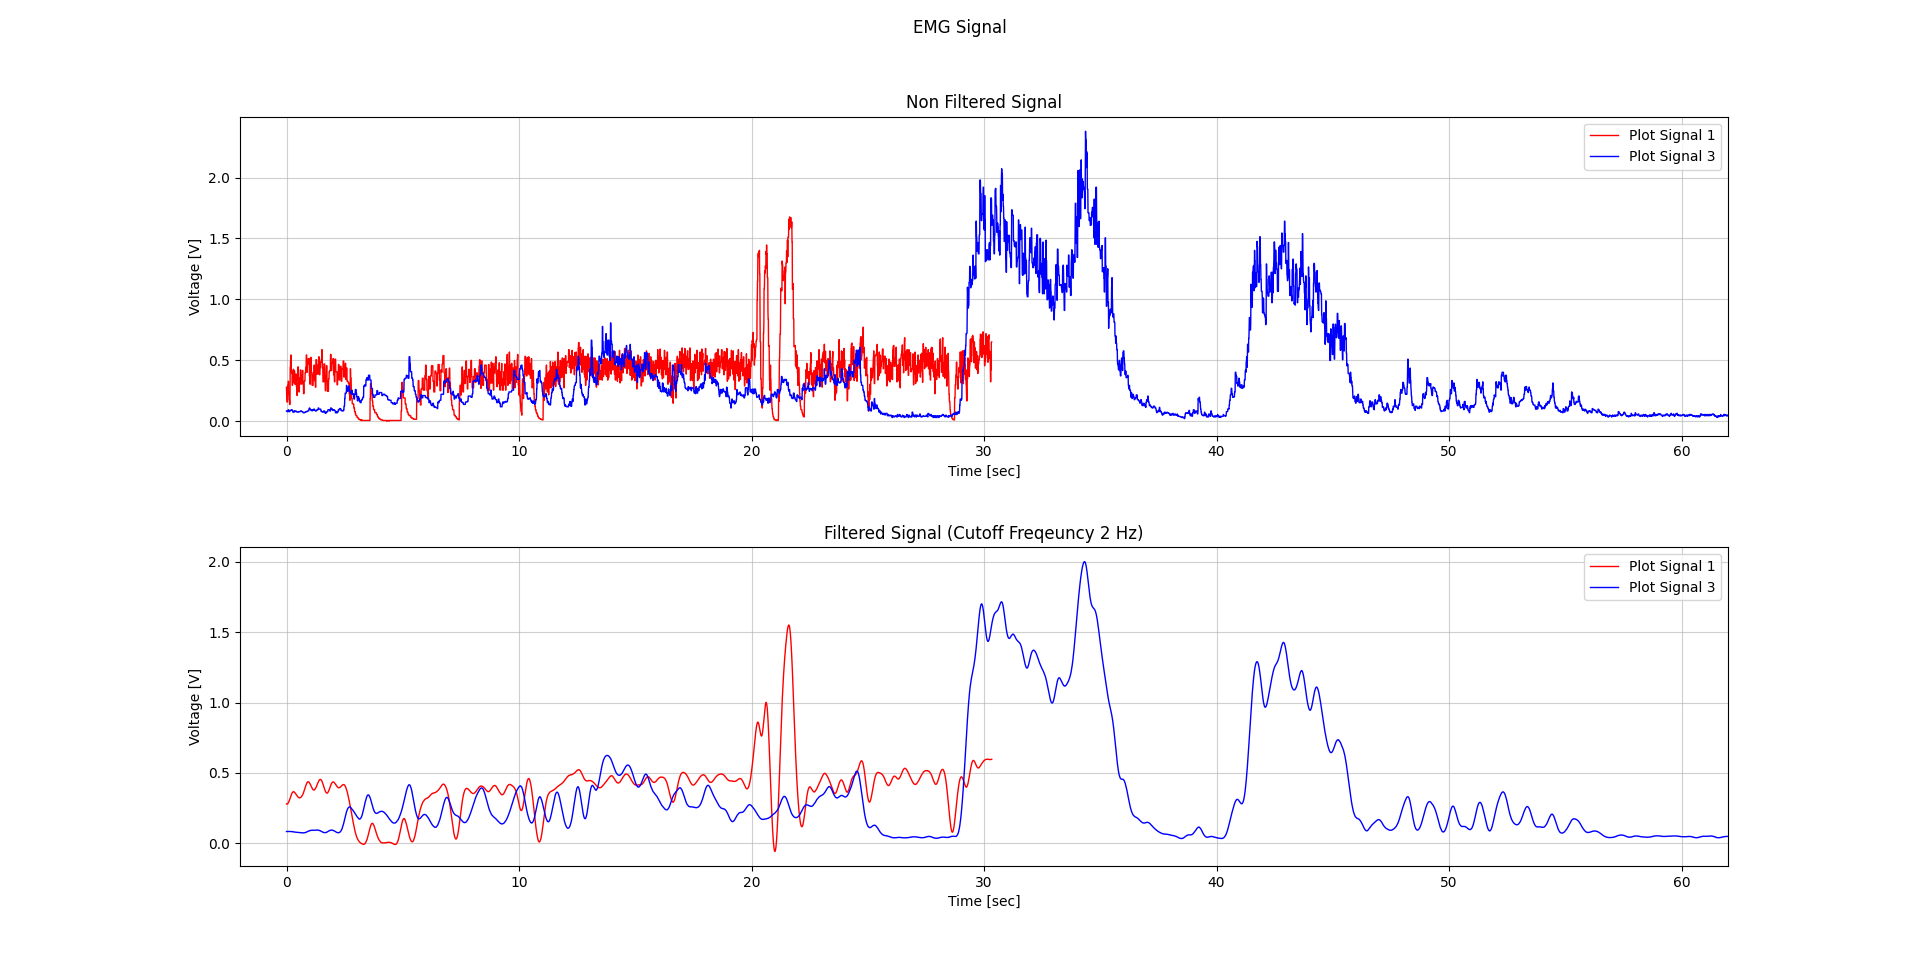 EMG Signal
Non Filtered Signal
Plot Signal 1
Plot Signal 3
Voltage [V]
2.0
1.5
1.0
0.5
0.0
0 10 20 30 40 50 60
Time [sec]
Filtered Signal (Cutoff Freqeuncy 2 Hz)
Plot Signal 1
Plot Signal 3
Voltage [V]
2.0
1.5
1.0
0.5
0.0
0 10 20 30 40 50 60
Time [sec]